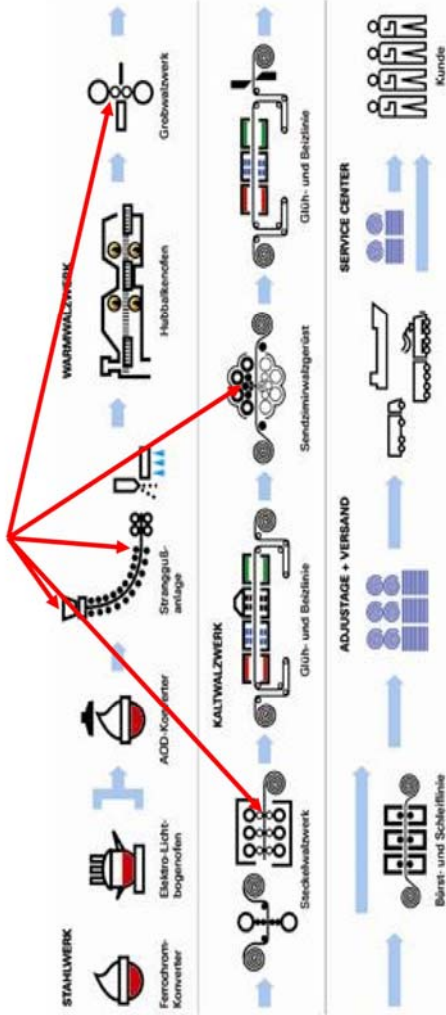 STAHLWERK
WARMWALZWERK
Ferrochrom-
Konverter
Elektro-Licht-
bogenofen
AOD-Konverter
Strangguß-
anlage
Hubbalkenofen
Grobwalzwerk
KALTWALZWERK
Steckelwalzwerk
Glüh- und Beizlinie
Sendzimirwalzgerüst
Glüh- und Beizlinie
ADJUSTAGE + VERSAND
SERVICE CENTER
Bürst- und Schleiflinie
Kunde